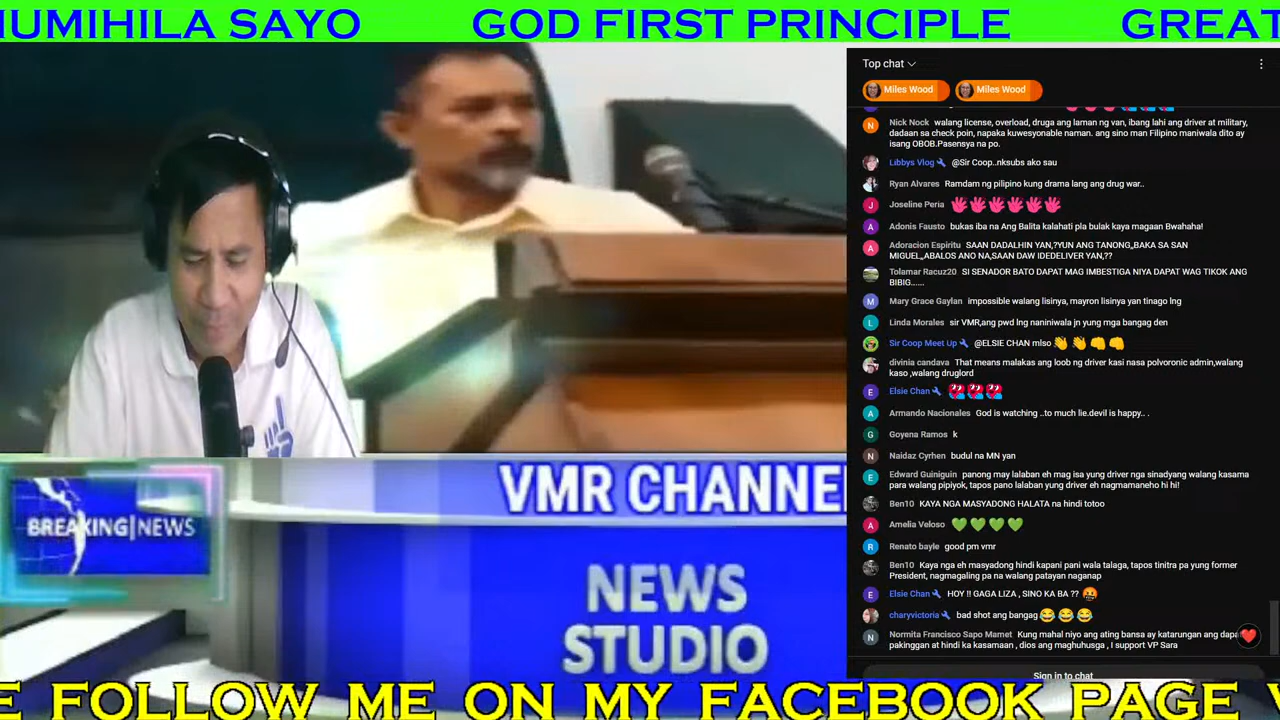 HUMIHILA SAYO GOD FIRST PRINCIPLE GREAT
Top chat
Miles Wood Miles Wood
Nick Nock walang license, overload, druga ang laman ng van, ibang lahi ang driver at military,
dadaan sa check poin, napaka kuwesyonable naman. ang sino man Filipino maniwala dito ay
isang OBOB.Pasensya na po.
Libbys Vlog @Sir Coop..nksubs ako sau
Ryan Alvares Ramdam ng pilipino kung drama lang ang drug war..
J Joseline Peria
A Adonis Fausto bukas iba na Ang Balita kalahati pla bulak kaya magaan Bwahaha!
A Adoracion Espiritu SAAN DADALHIN YAN,?YUN ANG TANONG,,BAKA SA SAN
MIGUEL,,ABALOS ANO NA,SAAN DAW IDEDELIVER YAN,??
Tolamar Racuz20 SI SENADOR BATO DAPAT MAG IMBESTIGA NIYA DAPAT WAG TIKOK ANG
BIBIG......
M Mary Grace Gaylan impossible walang lisinya, mayron lisinya yan tinago lng
L Linda Morales sir VMR,ang pwd lng naniniwala jn yung mga bangag den
Sir Coop Meet Up @ELSIE CHAN mlso
divinia candava That means malakas ang loob ng driver kasi nasa polvoronic admin,walang
kaso ,walang druglord
E Elsie Chan
A Armando Nacionales God is watching ..to much lie.devil is happy.. .
G Goyena Ramos k
N Naidaz Cyrhen budul na MN yan
E Edward Guiniguin panong may lalaban eh mag isa yung driver nga sinadyang walang kasama
para walang pipiyok, tapos pano lalaban yung driver eh nagmamaneho hi hi!
Ben10 KAYA NGA MASYADONG HALATA na hindi totoo
A Amelia Veloso
R Renato bayle good pm vmr
Ben10 Kaya nga eh masyadong hindi kapani pani wala talaga, tapos tinitra pa yung former
President, nagmagaling pa na walang patayan naganap
E Elsie Chan HOY !! GAGA LIZA , SINO KA BA ??
charyvictoria bad shot ang bangag
N Normita Francisco Sapo Mamet Kung mahal niyo ang ating bansa ay katarungan ang dapa
pakinggan at hindi ka kasamaan , dios ang maghuhusga , I support VP Sara
Sign in to chat
VMR CHANNE
BREAKING|NEWS
NEWS
STUDIO
E FOLLOW ME ON MY FACEBOOK PAGE V